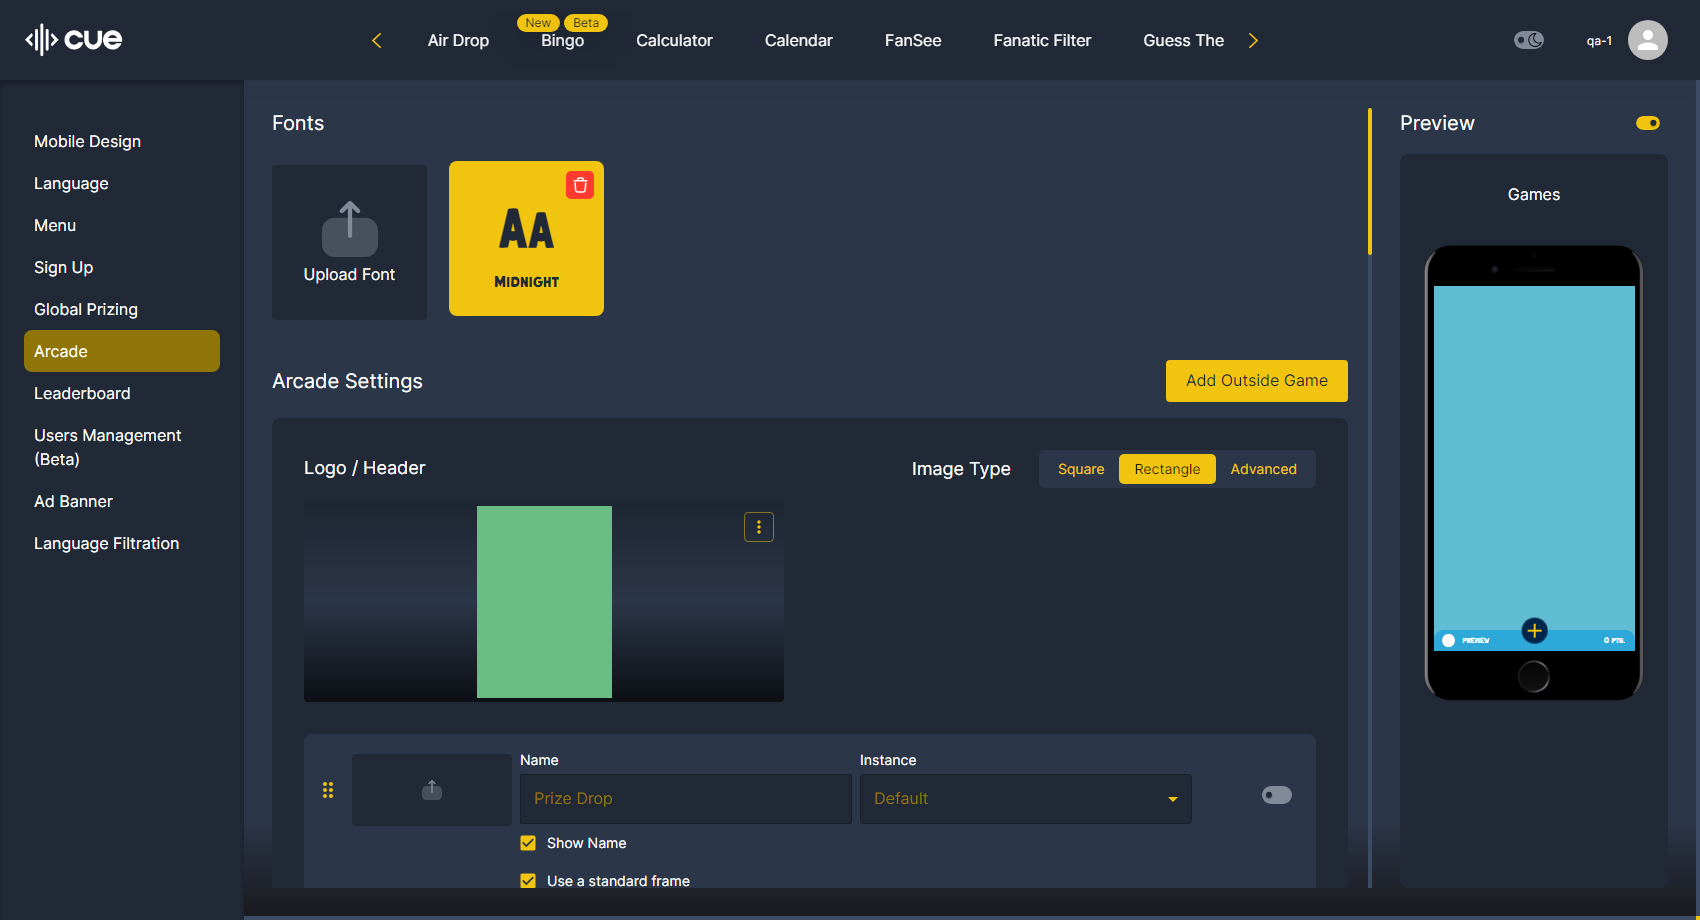 cue
Air Drop
New
Beta
Bingo
Calculator
Calendar
FanSee
Fanatic Filter
Guess The
qa-1
Mobile Design
Language
Menu
Sign Up
Global Prizing
Arcade
Leaderboard
Users Management
(Beta)
Ad Banner
Language Filtration
Fonts
Upload Font
AA
MIDNIGHT
Arcade Settings
Add Outside Game
Logo / Header
Image Type
Square
Rectangle
Advanced
Name
Prize Drop
Instance
Default
Show Name
Use a standard frame
Preview
Games
PREVIEW
0 PTS.